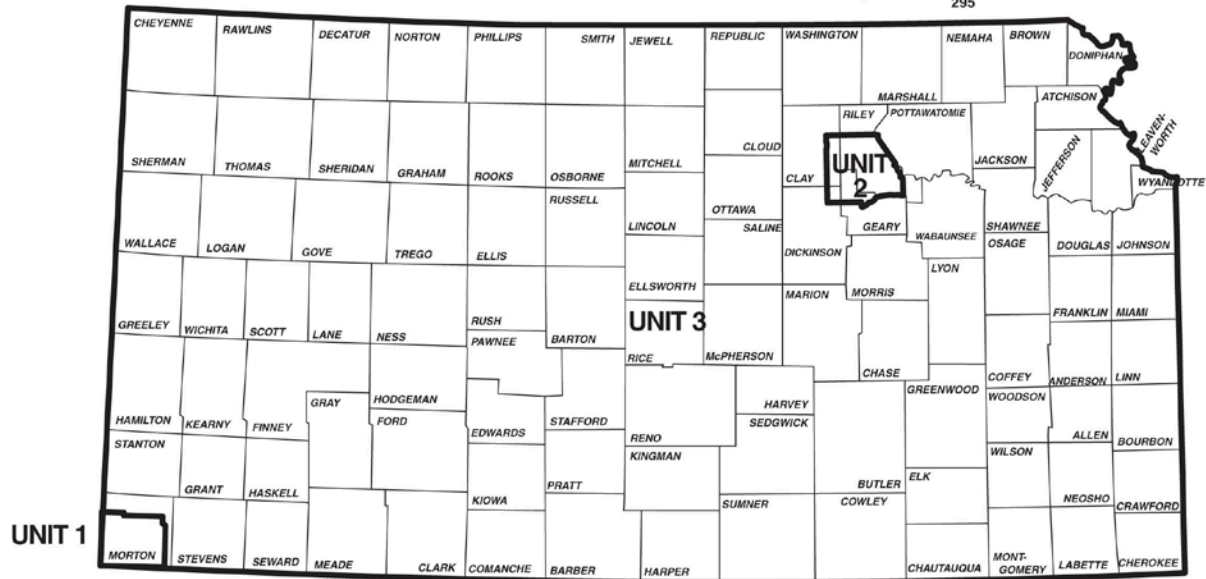 295
CHEYENNE
RAWLINS
DECATUR
NORTON
PHILLIPS
SMITH
JEWELL
REPUBLIC
WASHINGTON
MARSHALL
NEMAHA
BROWN
DONIPHAN
SHERMAN
THOMAS
SHERIDAN
GRAHAM
ROOKS
OSBORNE
MITCHELL
CLOUD
CLAY
RILEY
POTTAWATOMIE
JACKSON
ATCHISON
JEFFERSON
LEAVEN-
WORTH
WYANDOTTE
UNIT
2
WALLACE
LOGAN
GOVE
TREGO
ELLIS
RUSSELL
LINCOLN
OTTAWA
SALINE
DICKINSON
GEARY
WABAUNSEE
SHAWNEE
OSAGE
DOUGLAS
JOHNSON
ELLSWORTH
MARION
MORRIS
LYON
GREELEY
WICHITA
SCOTT
LANE
NESS
RUSH
PAWNEE
BARTON
UNIT 3
RICE
McPHERSON
CHASE
FRANKLIN
MIAMI
HAMILTON
KEARNY
FINNEY
GRAY
HODGEMAN
FORD
EDWARDS
STAFFORD
RENO
HARVEY
SEDGWICK
GREENWOOD
COFFEY
ANDERSON
LINN
WOODSON
ALLEN
BOURBON
STANTON
GRANT
HASKELL
KIOWA
PRATT
KINGMAN
SUMNER
BUTLER
COWLEY
ELK
WILSON
NEOSHO
CRAWFORD
UNIT 1
MORTON
STEVENS
SEWARD
MEADE
CLARK
COMANCHE
BARBER
HARPER
CHAUTAUQUA
MONT-
GOMERY
LABETTE
CHEROKEE